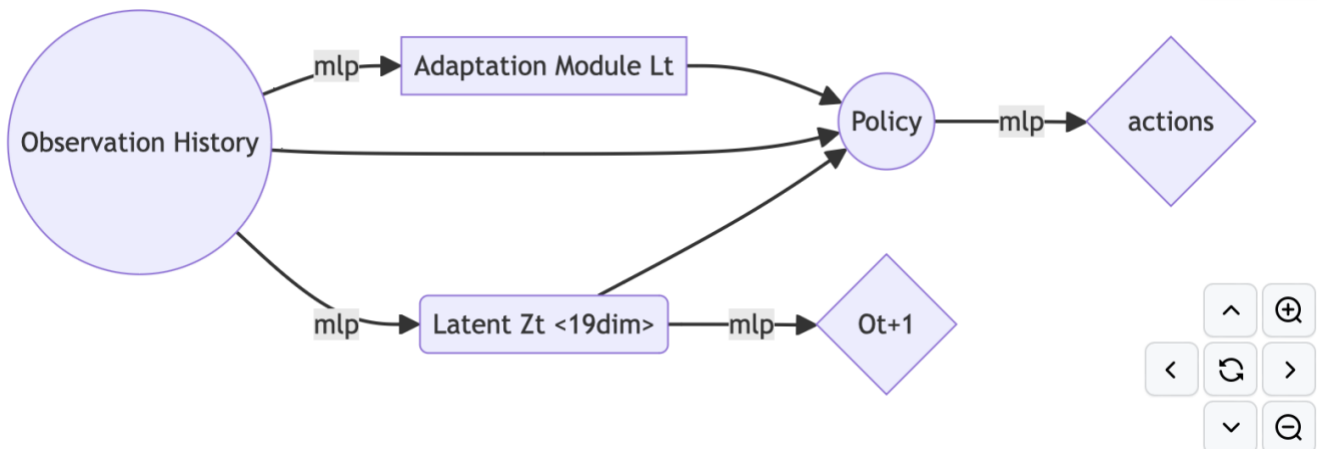 mlp
Adaptation Module Lt
Observation History
Policy
mlp
actions
mlp
Latent Zt <19dim>
mlp
Ot+1